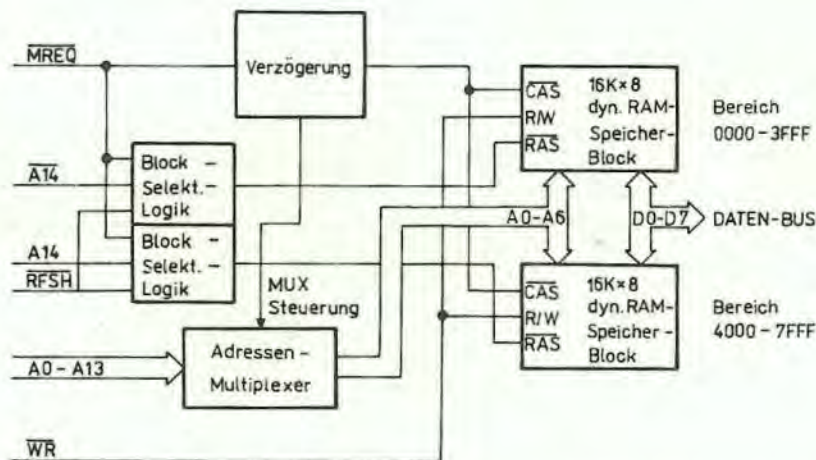 MREQ
Verzögerung
CAS
16K×8
dyn. RAM-
Speicher-
Block
R/W
RAS
Bereich
0000-3FFF
A14
Block -
Selekt.-
Logik
A14
RFSH
Block -
Selekt. -
Logik
A0-A6
D0-D7
DATEN-BUS
MUX
Steuerung
CAS
16K×8
dyn. RAM-
Speicher-
Block
R/W
RAS
Bereich
4000-7FFF
A0-A13
Adressen -
Multiplexer
WR